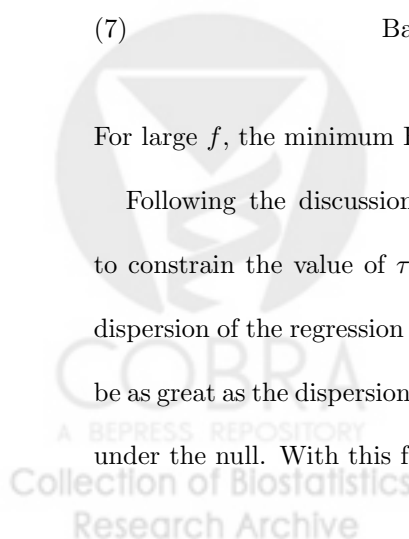 (7) Ba
For large f, the minimum
Following the discussion
to constrain the value of τ
dispersion of the regression
COBRA
be as great as the dispersion
A BEPRESS REPOSITORY
under the null. With this f
Collection of Biostatistics
Research Archive